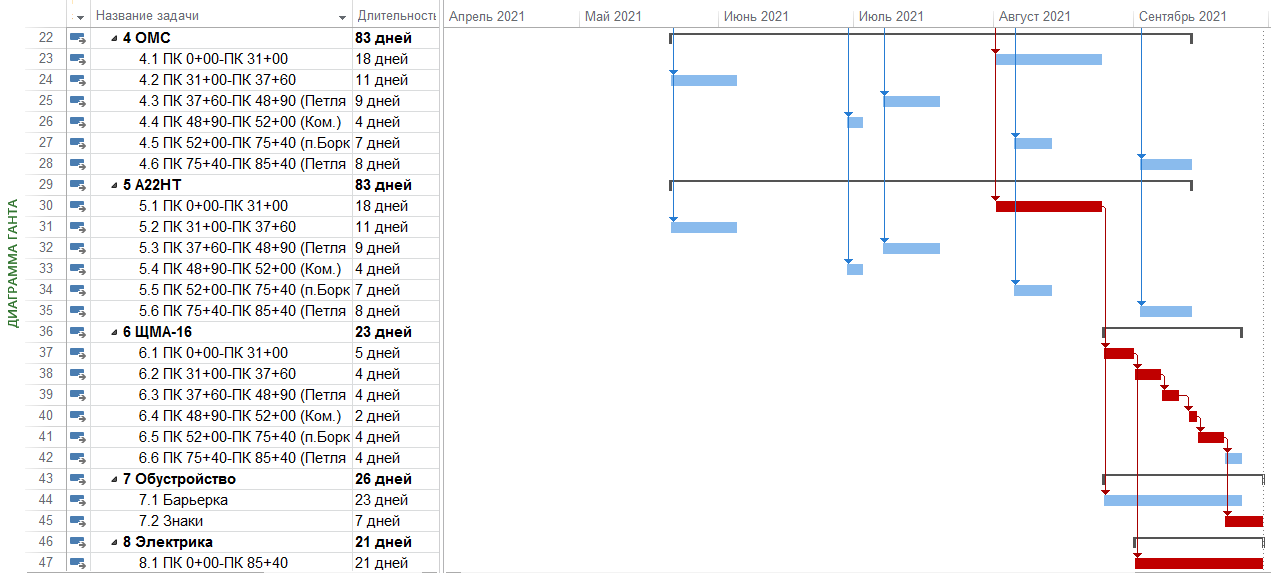 Название задачи Длительность Апрель 2021 Май 2021 Июнь 2021 Июль 2021 Август 2021 Сентябрь 2021
22 4 ОМС 83 дней
23 4.1 ПК 0+00-ПК 31+00 18 дней
24 4.2 ПК 31+00-ПК 37+60 11 дней
25 4.3 ПК 37+60-ПК 48+90 (Петля 9 дней
26 4.4 ПК 48+90-ПК 52+00 (Ком.) 4 дней
27 4.5 ПК 52+00-ПК 75+40 (п.Борк 7 дней
28 4.6 ПК 75+40-ПК 85+40 (Петля 8 дней
29 5 А22НТ 83 дней
30 5.1 ПК 0+00-ПК 31+00 18 дней
31 5.2 ПК 31+00-ПК 37+60 11 дней
32 5.3 ПК 37+60-ПК 48+90 (Петля 9 дней
33 5.4 ПК 48+90-ПК 52+00 (Ком.) 4 дней
34 5.5 ПК 52+00-ПК 75+40 (п.Борк 7 дней
35 5.6 ПК 75+40-ПК 85+40 (Петля 8 дней
36 6 ЩМА-16 23 дней
37 6.1 ПК 0+00-ПК 31+00 5 дней
38 6.2 ПК 31+00-ПК 37+60 4 дней
39 6.3 ПК 37+60-ПК 48+90 (Петля 4 дней
40 6.4 ПК 48+90-ПК 52+00 (Ком.) 2 дней
41 6.5 ПК 52+00-ПК 75+40 (п.Борк 4 дней
42 6.6 ПК 75+40-ПК 85+40 (Петля 4 дней
43 7 Обустройство 26 дней
44 7.1 Барьерка 23 дней
45 7.2 Знаки 7 дней
46 8 Электрика 21 дней
47 8.1 ПК 0+00-ПК 85+40 21 дней
ДИАГРАММА ГАНТА